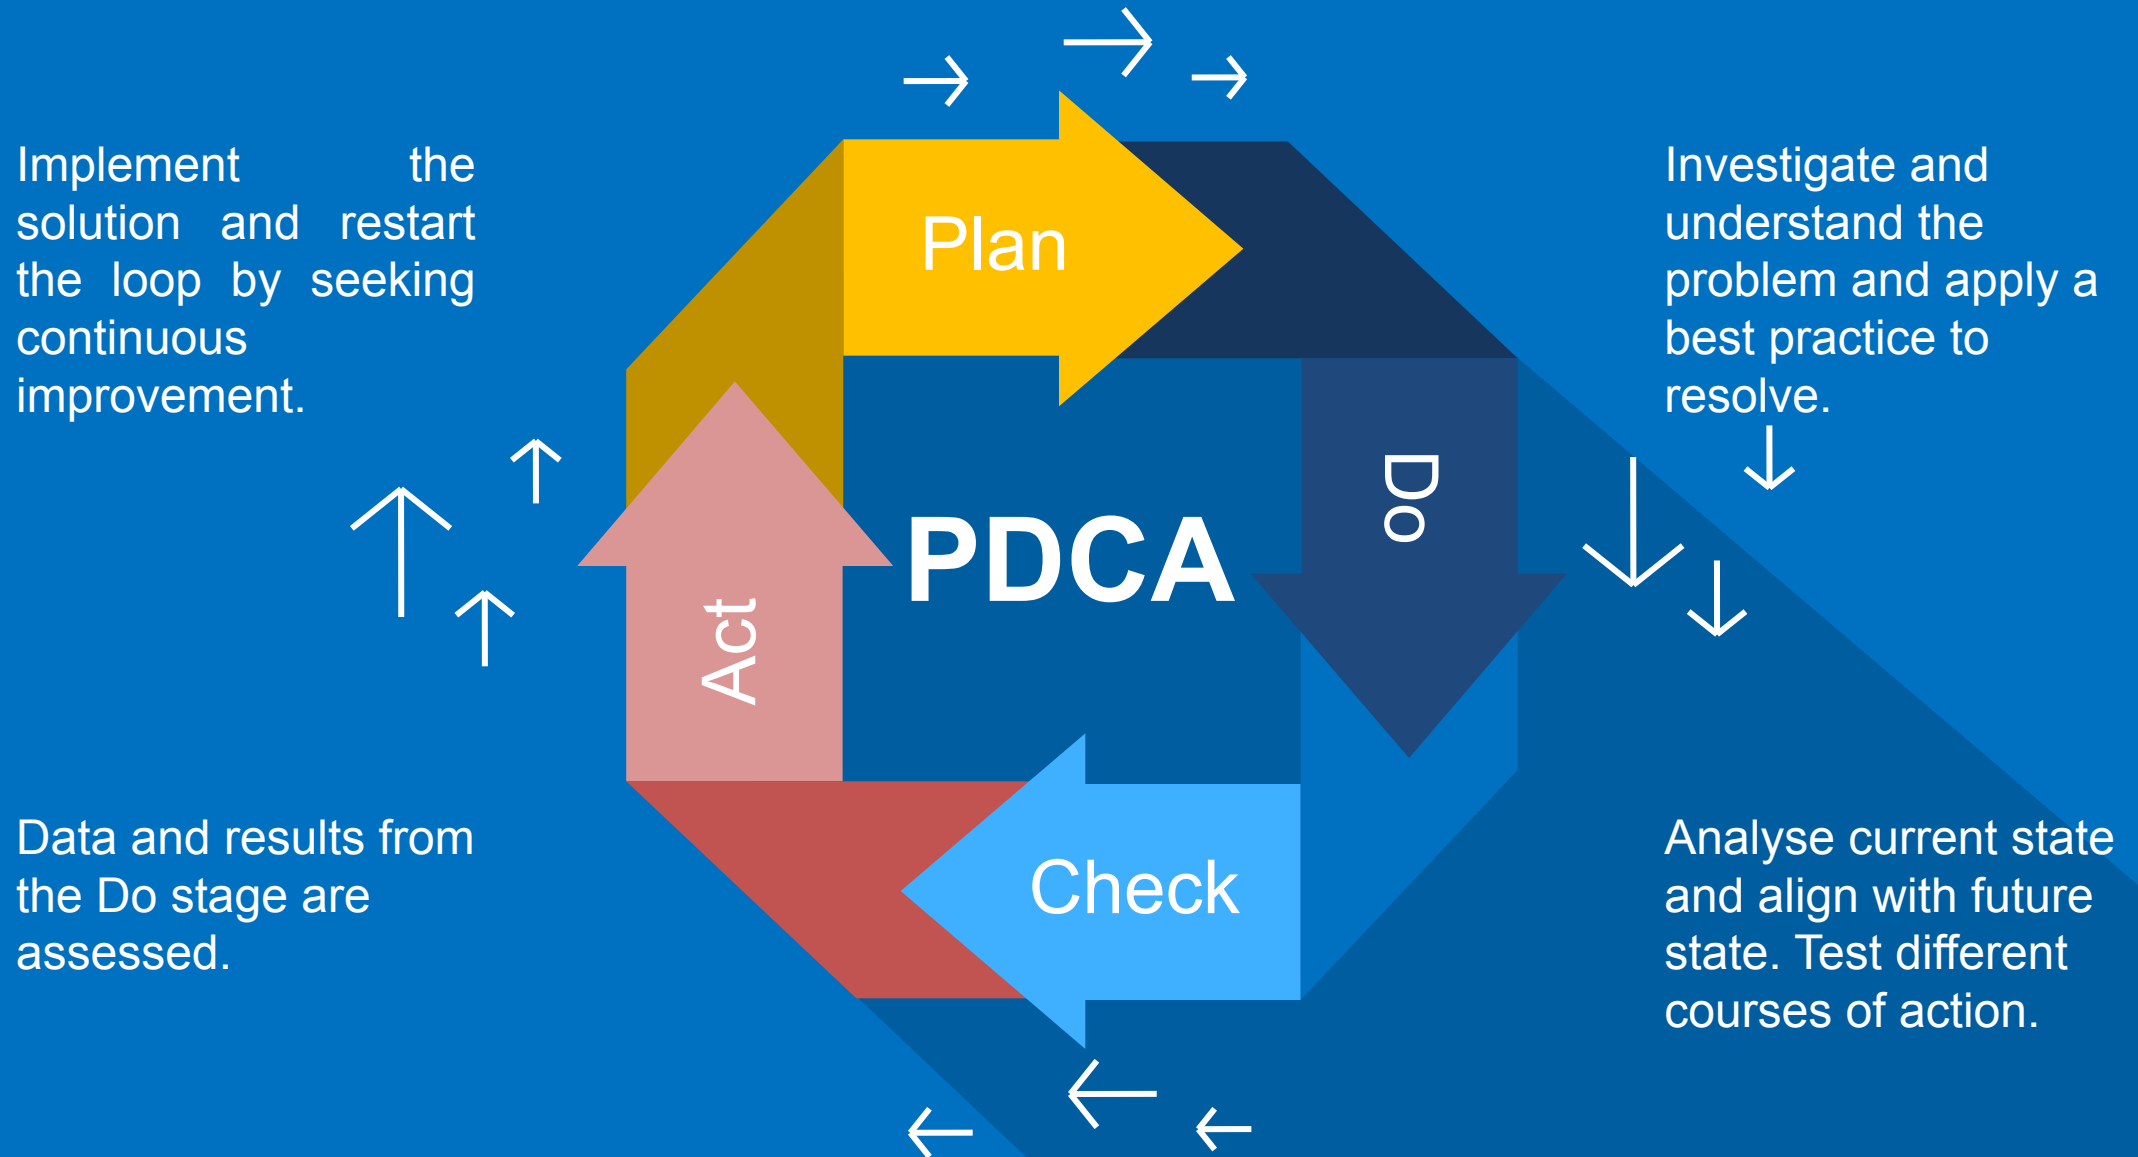 Implement the
solution and restart
the loop by seeking
continuous
improvement.
Plan
Investigate and
understand the
problem and apply a
best practice to
resolve.
Do
PDCA
Act
Data and results from
the Do stage are
assessed.
Check
Analyse current state
and align with future
state. Test different
courses of action.